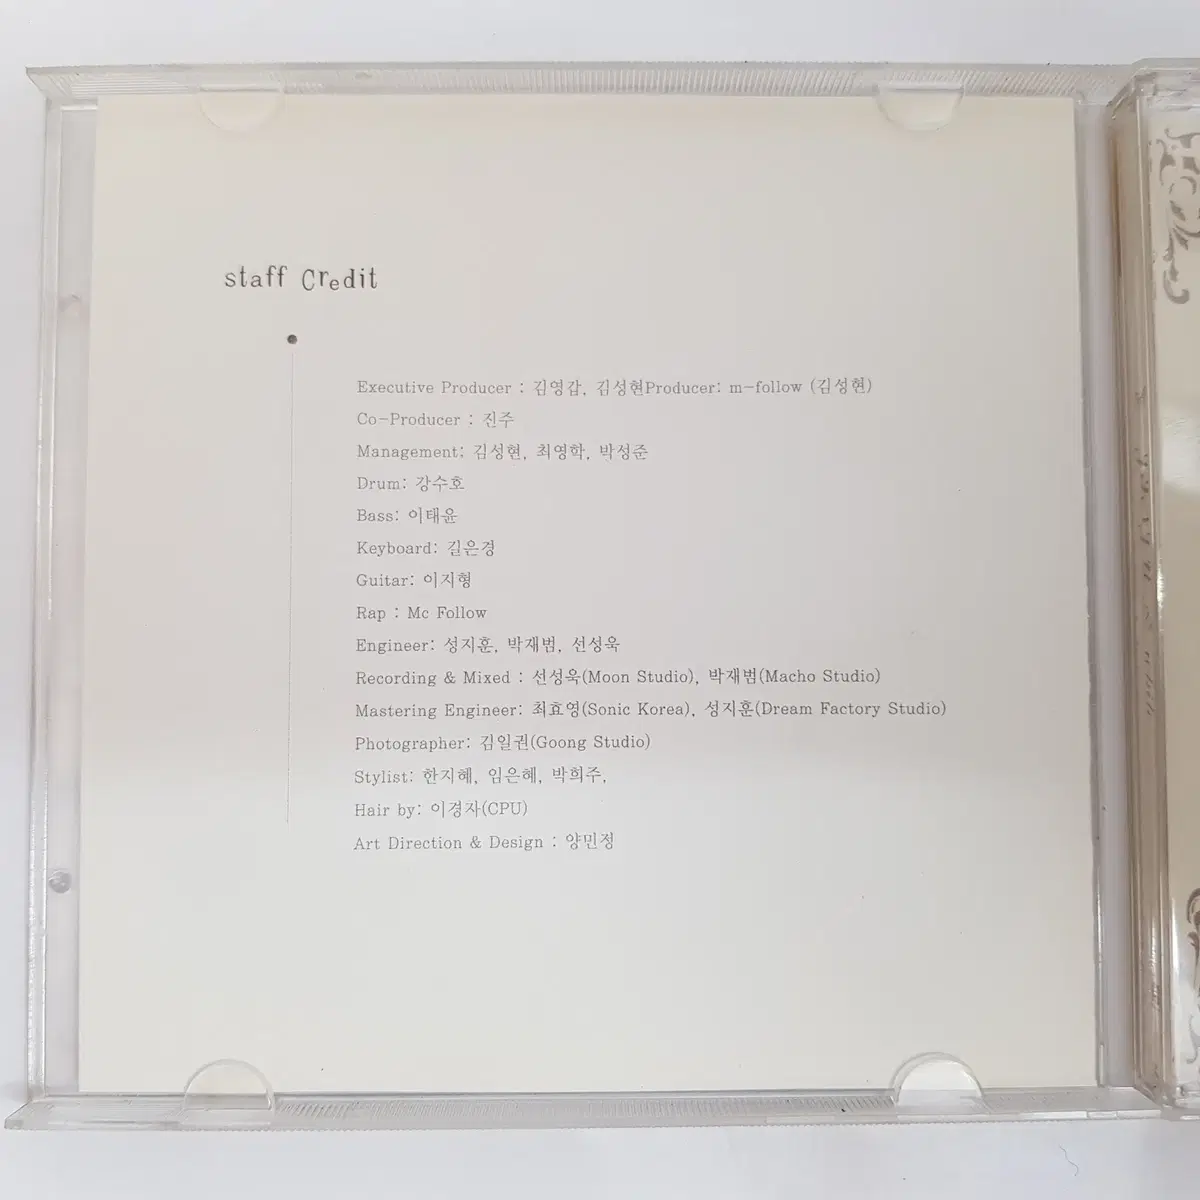 staff Credit
Executive Producer : 김영갑, 김성현Producer: m-follow (김성현)
Co-Producer : 진주
Management; 김성현, 최영학, 박성준
Drum: 강수호
Bass: 이태윤
Keyboard: 길은경
Guitar: 이지형
Rap : Mc Follow
Engineer: 성지훈, 박재범, 선성욱
Recording & Mixed : 선성욱(Moon Studio), 박재범(Macho Studio)
Mastering Engineer: 최효영(Sonic Korea), 성지훈(Dream Factory Studio)
Photographer: 김일권(Goong Studio)
Stylist: 한지혜, 임은혜, 박희주,
Hair by: 이경자(CPU)
Art Direction & Design : 양민정